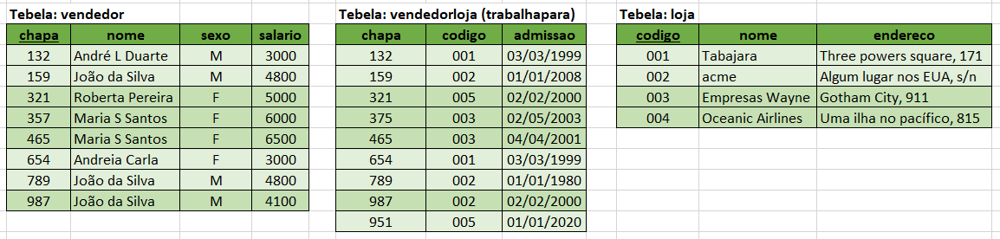 Tebela: vendedor
chapa nome sexo salario
132 André L Duarte M 3000
159 João da Silva M 4800
321 Roberta Pereira F 5000
357 Maria S Santos F 6000
465 Maria S Santos F 6500
654 Andreia Carla F 3000
789 João da Silva M 4800
987 João da Silva M 4100
Tebela: vendedorloja (trabalhapara)
chapa codigo admissao
132 001 03/03/1999
159 002 01/01/2008
321 005 02/02/2000
375 003 02/05/2003
465 003 04/04/2001
654 001 03/03/1999
789 002 01/01/1980
987 002 02/02/2000
951 005 01/01/2020
Tebela: loja
codigo nome endereco
001 Tabajara Three powers square, 171
002 acme Algum lugar nos EUA, s/n
003 Empresas Wayne Gotham City, 911
004 Oceanic Airlines Uma ilha no pacífico, 815